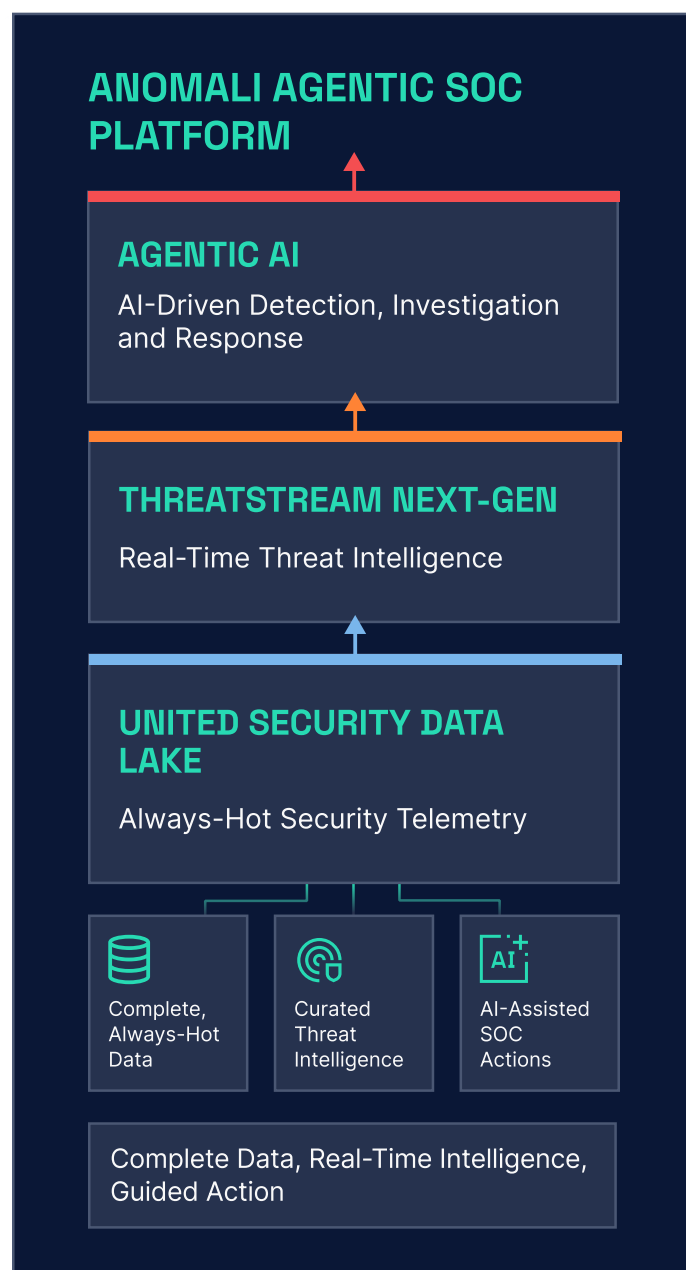 ANOMALI AGENTIC SOC
PLATFORM
AGENTIC AI
AI-Driven Detection, Investigation
and Response
THREATSTREAM NEXT-GEN
Real-Time Threat Intelligence
UNITED SECURITY DATA
LAKE
Always-Hot Security Telemetry
Complete,
Always-Hot
Data
Curated
Threat
Intelligence
AI
AI-Assisted
SOC
Actions
Complete Data, Real-Time Intelligence,
Guided Action